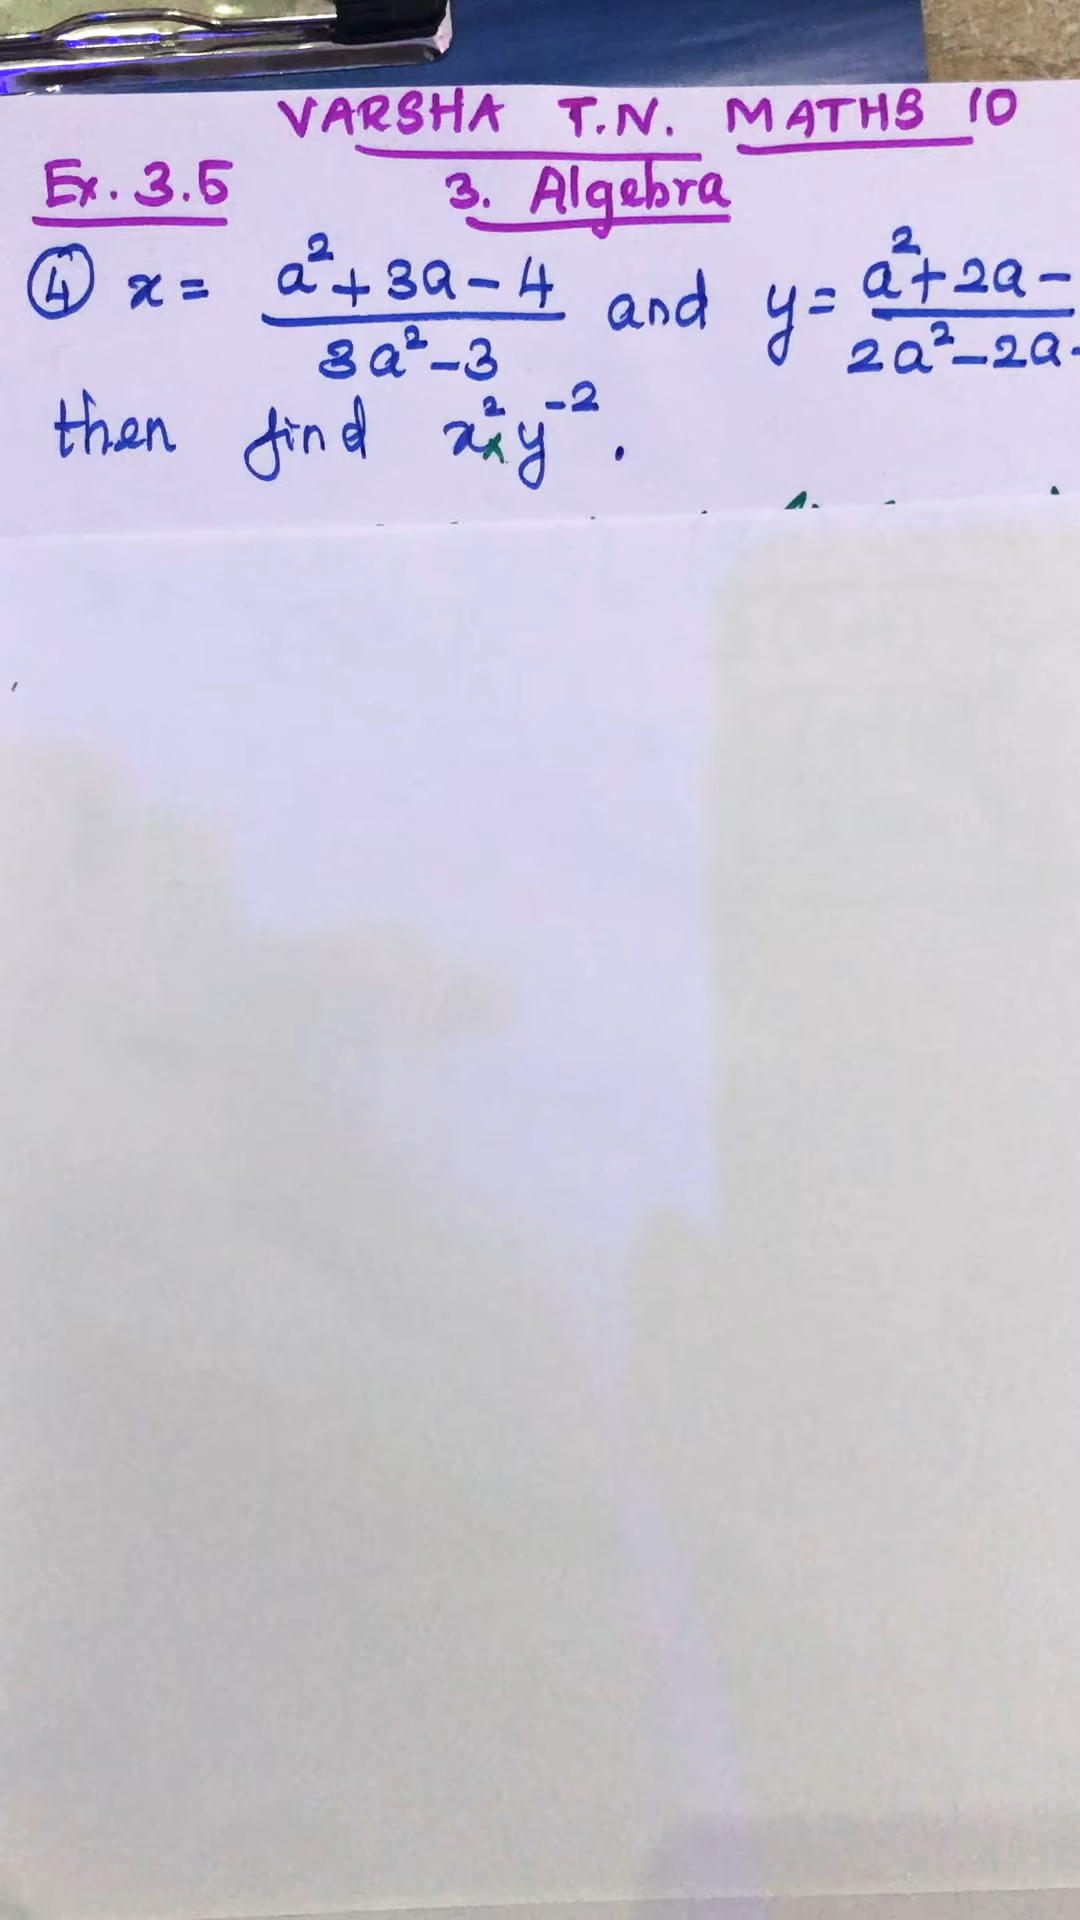 VARSHA T.N. MATHS 10
Ex. 3.5 3. Algebra
④ x = a²+3a-4 / 3a²-3 and y = a²+2a- / 2a²-2a-
then find x² × y⁻².